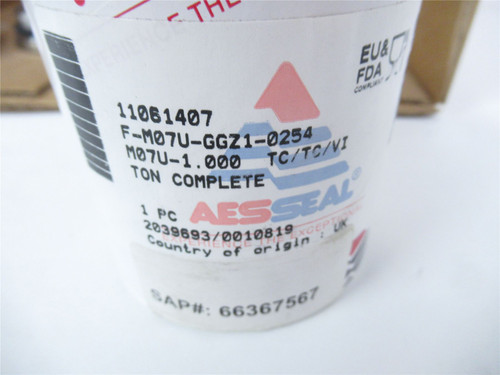 EU&
FDA
COMPLIANT
11061407
F-M07U-GGZ1-0254
M07U-1.000 TC/TC/VI
TON COMPLETE
AESSEAL®
1 PC
2039693/0010819
Country of origin : UK
SAP#: 66367567